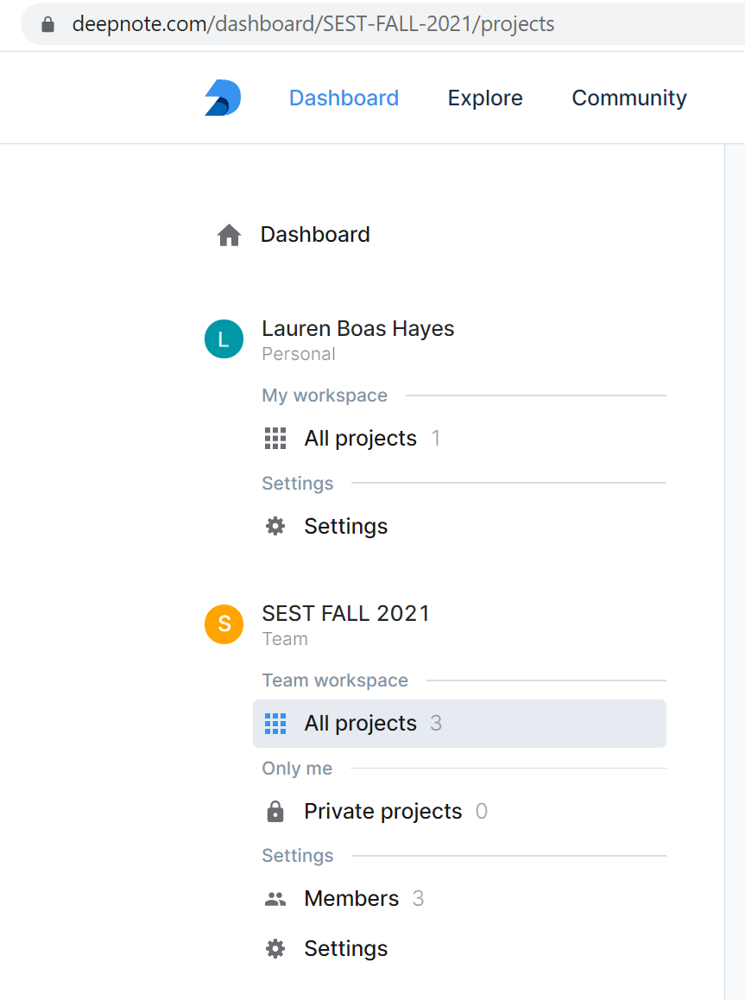 deepnote.com/dashboard/SEST-FALL-2021/projects
Dashboard Explore Community
Dashboard
L
Lauren Boas Hayes
Personal
My workspace
All projects 1
Settings
Settings
S
SEST FALL 2021
Team
Team workspace
All projects 3
Only me
Private projects 0
Settings
Members 3
Settings